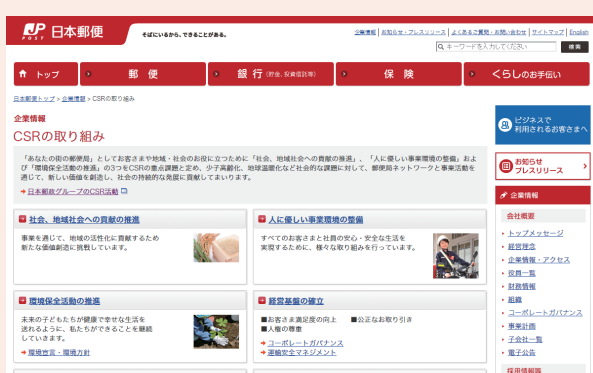 JP 日本郵便
POST
そばにいるから、できることがある。
企業情報 | お知らせ・プレスリリース | よくあるご質問・お問い合わせ | サイトマップ | English
キーワードを入力してください 検索
トップ
郵 便
銀 行(貯金、投資信託等)
保 険
くらしのお手伝い
日本郵便トップ > 企業情報 > CSRの取り組み
企業情報
CSRの取り組み
「あなたの街の郵便局」としてお客さまや地域・社会のお役に立つために「社会、地域社会への貢献の推進」、「人に優しい事業環境の整備」およ
び「環境保全活動の推進」の3つをCSRの重点課題と定め、少子高齢化、地球温暖化など社会的な課題に対して、郵便局ネットワークと事業活動を
通じて、新しい価値を創造し、社会の持続的な発展に貢献してまいります。
日本郵政グループのCSR活動
社会、地域社会への貢献の推進
事業を通じて、地域の活性化に貢献するため
新たな価値創造に挑戦しています。
人に優しい事業環境の整備
すべてのお客さまと社員の安心・安全な生活を
実現するために、様々な取り組みを行っています。
環境保全活動の推進
未来の子どもたちが健康で幸せな生活を
送れるように、私たちができることを継続
していきます。
環境宣言・環境方針
経営基盤の確立
■お客さま満足度の向上 ■公正なお取り引き
■人権の尊重
コーポレートガバナンス
運輸安全マネジメント
ビジネスで
利用されるお客さまへ
お知らせ
プレスリリース
企業情報
会社概要
トップメッセージ
経営理念
企業情報・アクセス
役員一覧
財務情報
組織
コーポレートガバナンス
事業計画
子会社一覧
電子公告
採用情報等